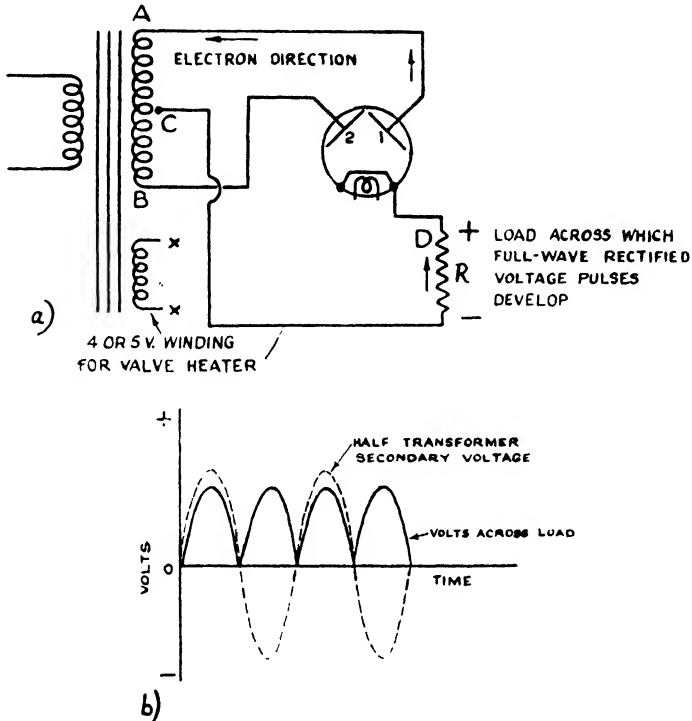 A
ELECTRON DIRECTION
C
2 1
B
D
+
R
−
LOAD ACROSS WHICH
FULL-WAVE RECTIFIED
VOLTAGE PULSES
DEVELOP
x
x
a)
4 OR 5 V. WINDING
FOR VALVE HEATER
+
HALF TRANSFORMER
SECONDARY VOLTAGE
VOLTS ACROSS LOAD
VOLTS
0
TIME
−
b)